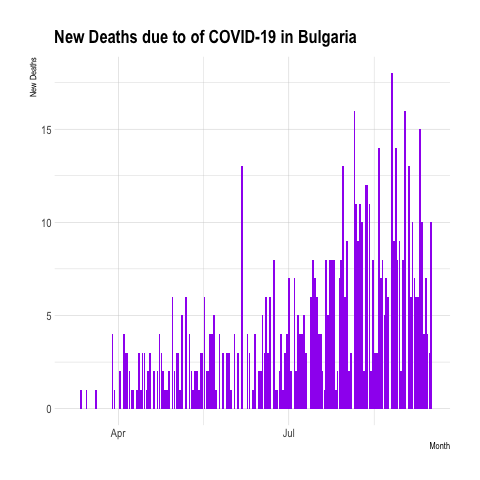 New Deaths due to of COVID-19 in Bulgaria
New Deaths
15
10
5
0
Apr
Jul
Month